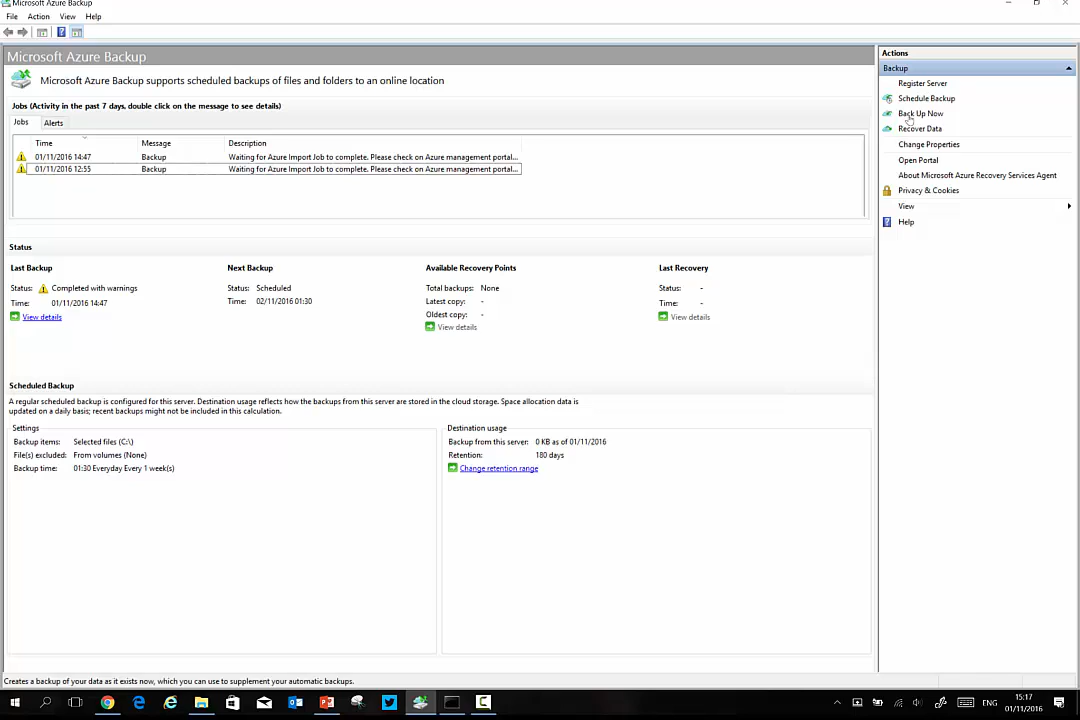 Microsoft Azure Backup
File Action View Help
Microsoft Azure Backup
Microsoft Azure Backup supports scheduled backups of files and folders to an online location
Jobs (Activity in the past 7 days, double click on the message to see details)
Jobs Alerts
Time Message Description
01/11/2016 14:47 Backup Waiting for Azure Import Job to complete. Please check on Azure management portal...
01/11/2016 12:55 Backup Waiting for Azure Import Job to complete. Please check on Azure management portal...
Status
Last Backup
Status: Completed with warnings
Time: 01/11/2016 14:47
View details
Next Backup
Status: Scheduled
Time: 02/11/2016 01:30
Available Recovery Points
Total backups: None
Latest copy: -
Oldest copy: -
View details
Last Recovery
Status: -
Time: -
View details
Scheduled Backup
A regular scheduled backup is configured for this server. Destination usage reflects how the backups from this server are stored in the cloud storage. Space allocation data is
updated on a daily basis; recent backups might not be included in this calculation.
Settings
Backup items: Selected files (C:\)
File(s) excluded: From volumes (None)
Backup time: 01:30 Everyday Every 1 week(s)
Destination usage
Backup from this server: 0 KB as of 01/11/2016
Retention: 180 days
Change retention range
Actions
Backup
Register Server
Schedule Backup
Back Up Now
Recover Data
Change Properties
Open Portal
About Microsoft Azure Recovery Services Agent
Privacy & Cookies
View
Help
Creates a backup of your data as it exists now, which you can use to supplement your automatic backups.
ENG
15:17
01/11/2016